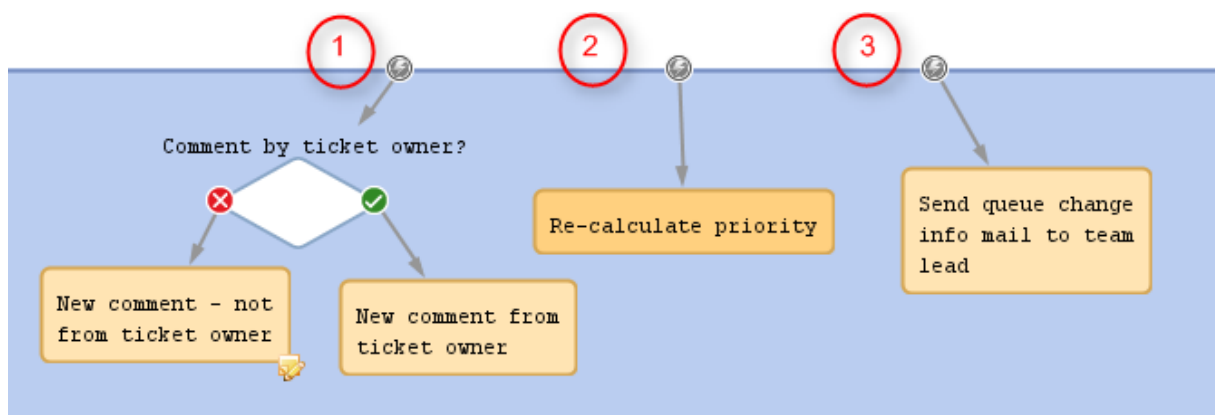 1
2
3
Comment by ticket owner?
New comment - not
from ticket owner
New comment from
ticket owner
Re-calculate priority
Send queue change
info mail to team
lead